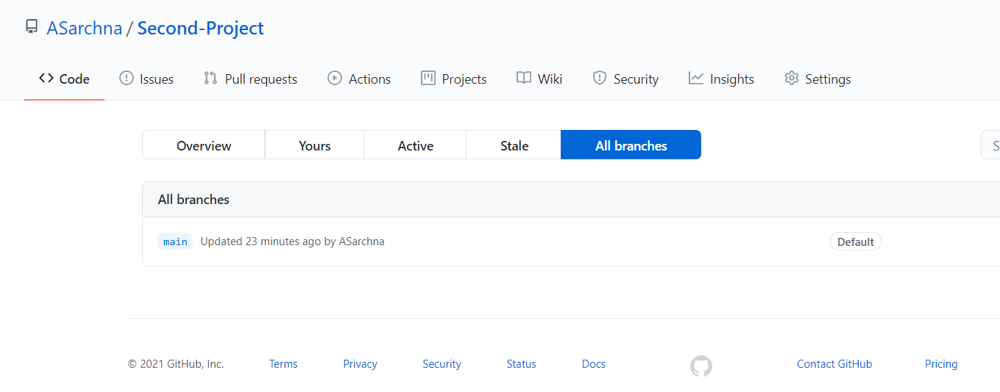 ASarchna / Second-Project
Code Issues Pull requests Actions Projects Wiki Security Insights Settings
Overview Yours Active Stale All branches S
All branches
main Updated 23 minutes ago by ASarchna Default
© 2021 GitHub, Inc. Terms Privacy Security Status Docs Contact GitHub Pricing